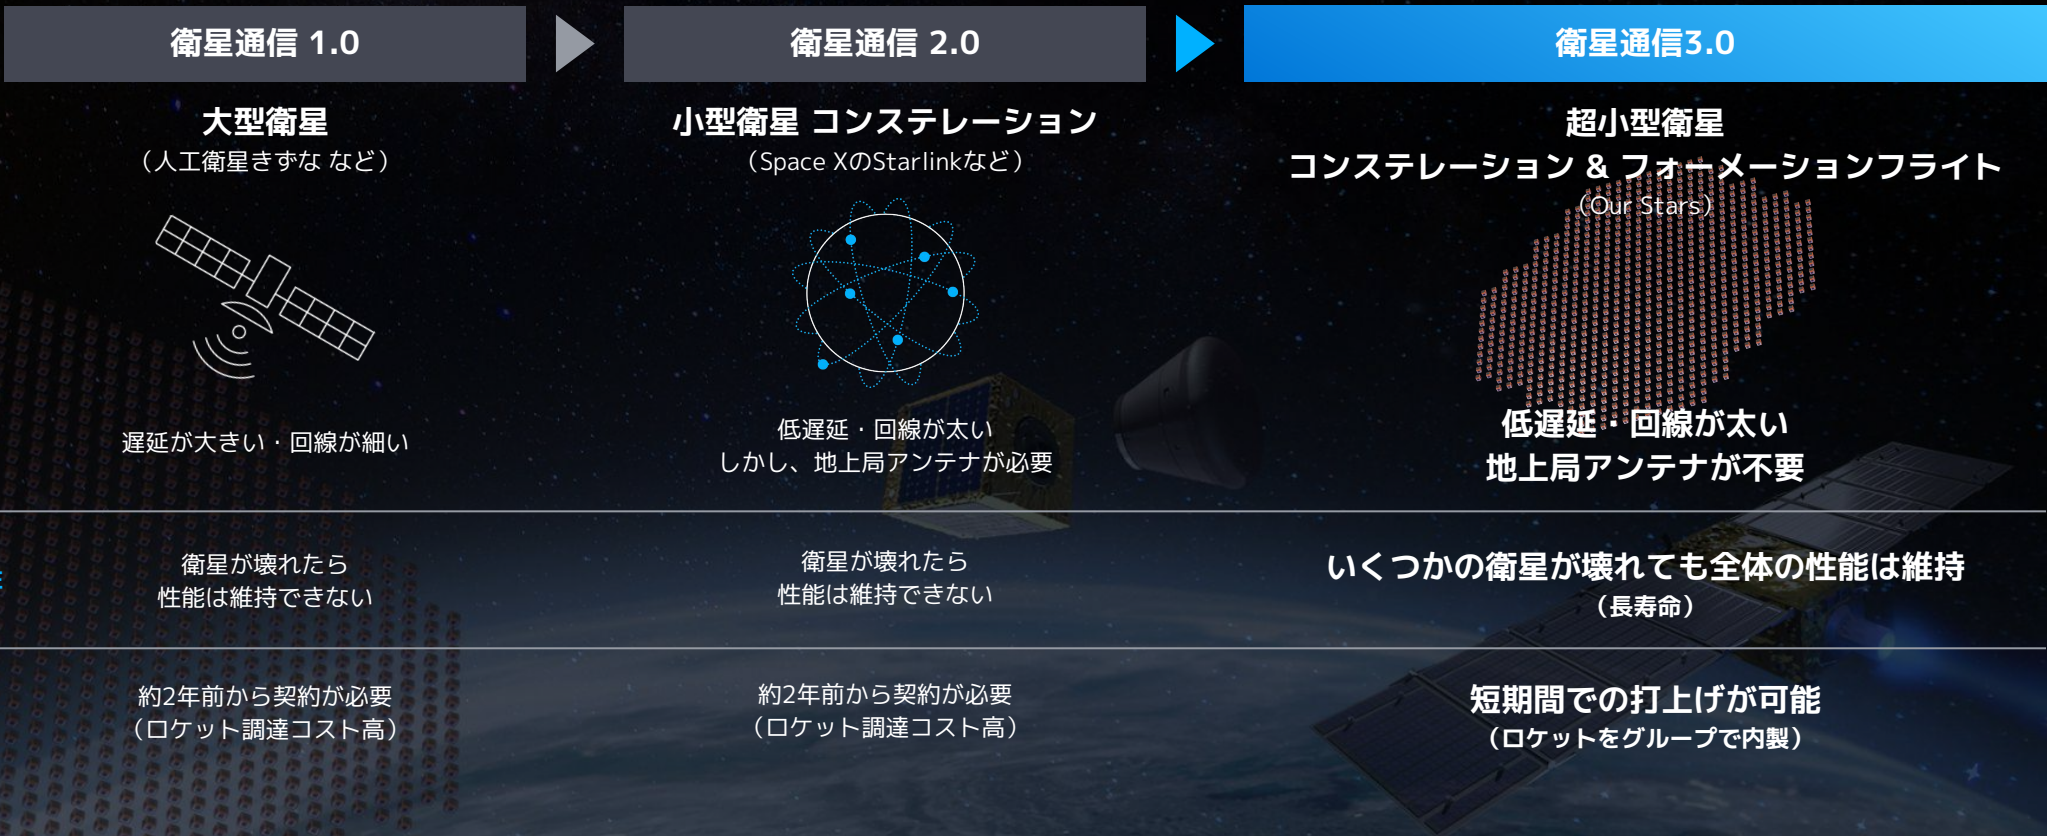 衛星通信 1.0
衛星通信 2.0
衛星通信3.0
大型衛星
（人工衛星きずな など）
小型衛星 コンステレーション
（Space XのStarlinkなど）
超小型衛星
コンステレーション & フォーメーションフライト
（Our Stars）
遅延が大きい・回線が細い
低遅延・回線が太い
しかし、地上局アンテナが必要
低遅延・回線が太い
地上局アンテナが不要
衛星が壊れたら
性能は維持できない
衛星が壊れたら
性能は維持できない
いくつかの衛星が壊れても全体の性能は維持
（長寿命）
約2年前から契約が必要
（ロケット調達コスト高）
約2年前から契約が必要
（ロケット調達コスト高）
短期間での打上げが可能
（ロケットをグループで内製）